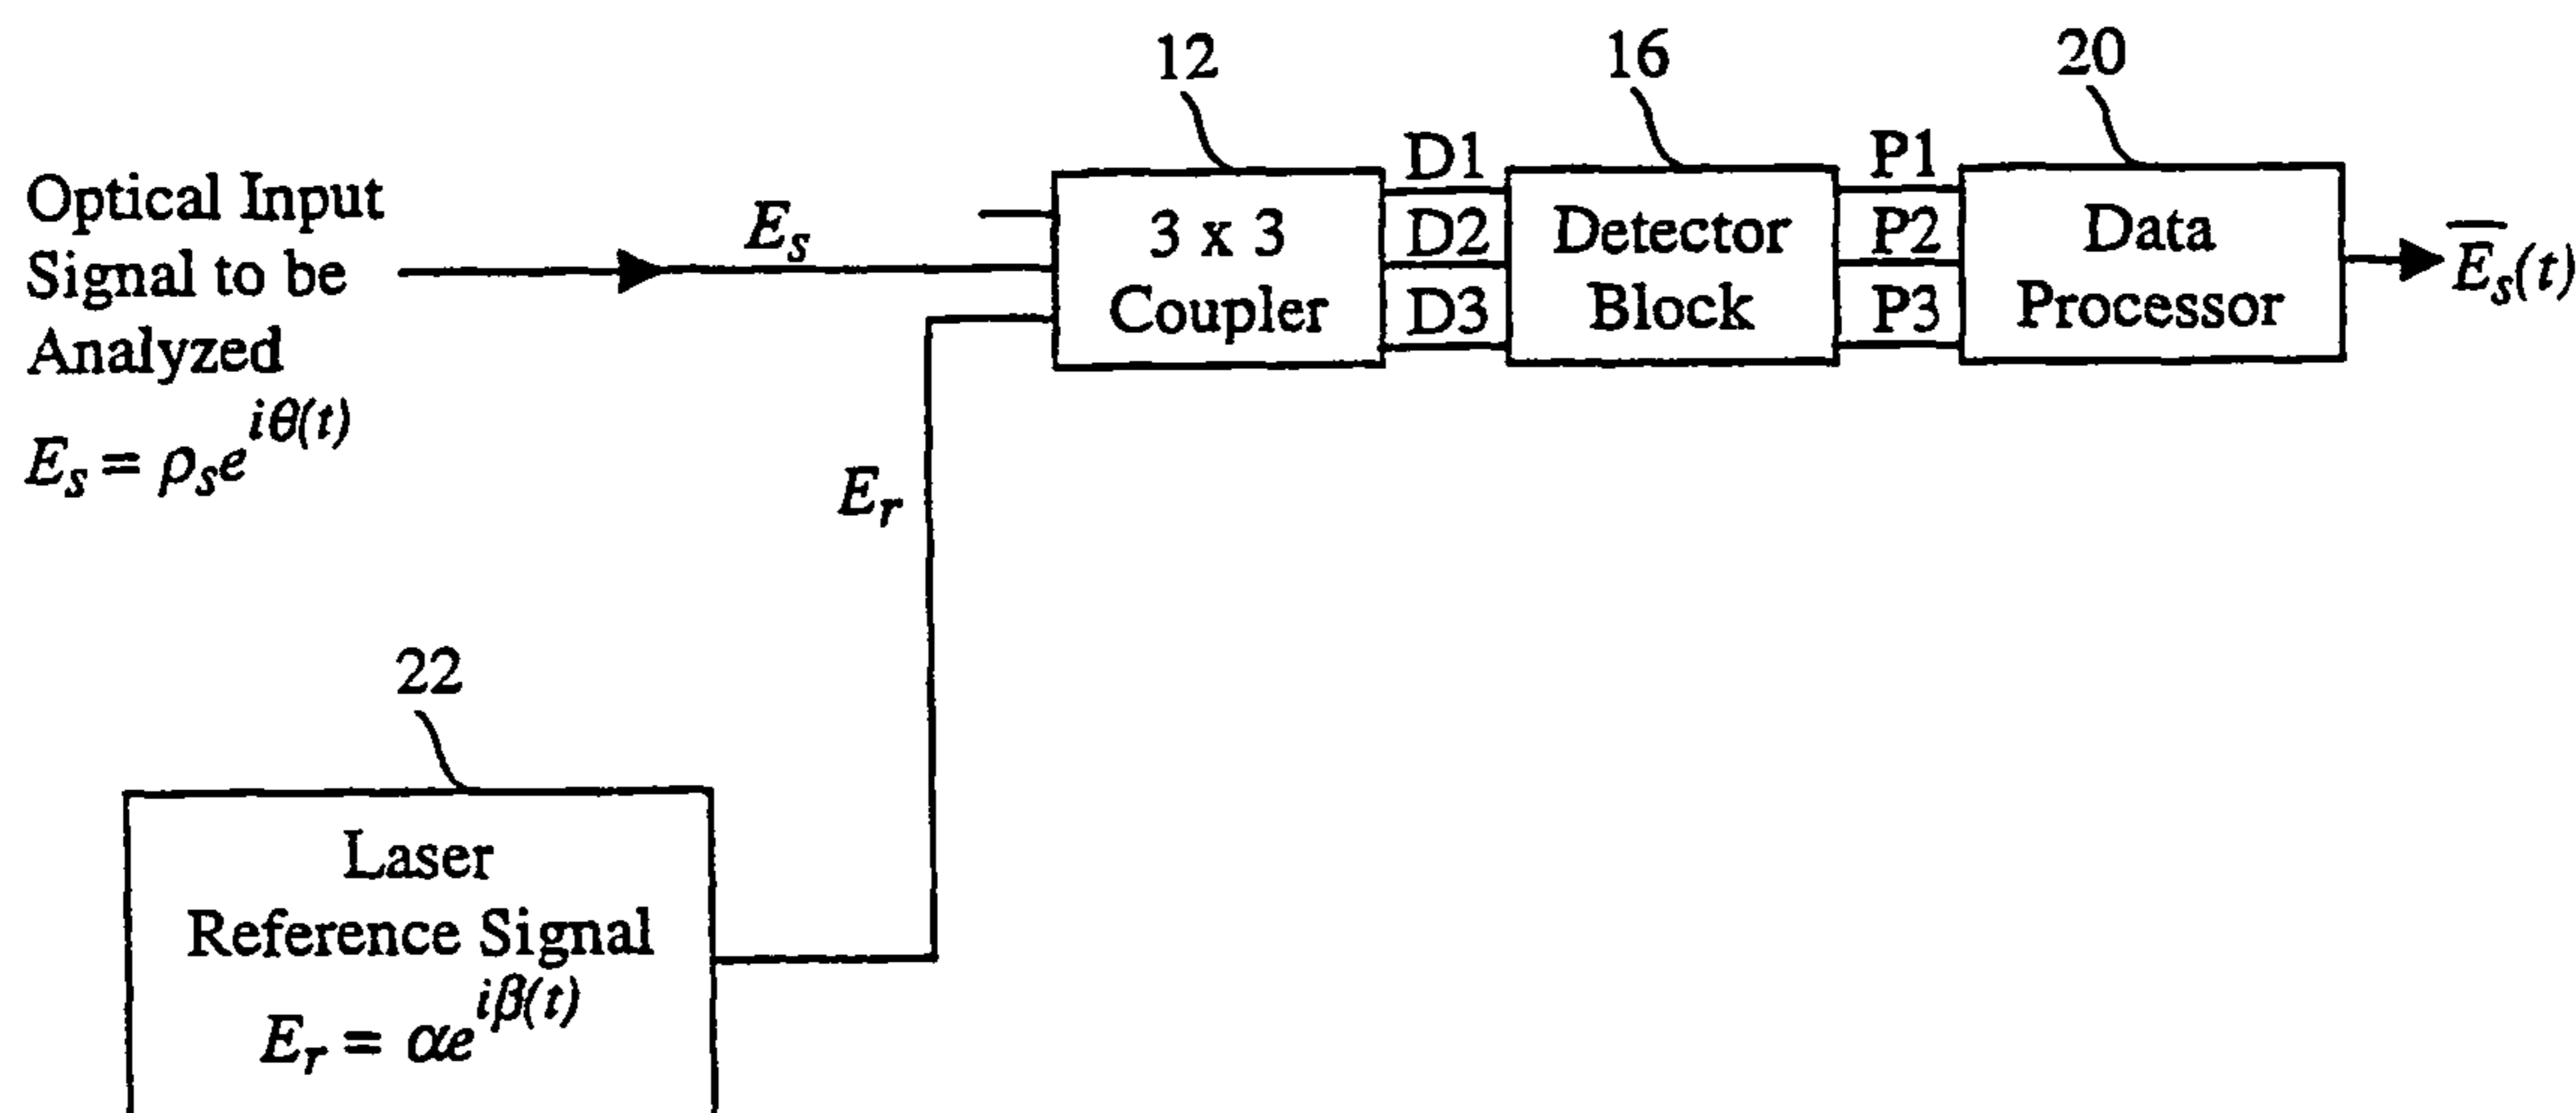 12
16
20
Optical Input
Signal to be
Analyzed
E_s = ρ_s e^{iθ(t)}
E_s
3 x 3
Coupler
D1
D2
D3
Detector
Block
P1
P2
P3
Data
Processor
\overline{E_s}(t)
E_r
22
Laser
Reference Signal
E_r = αe^{iβ(t)}